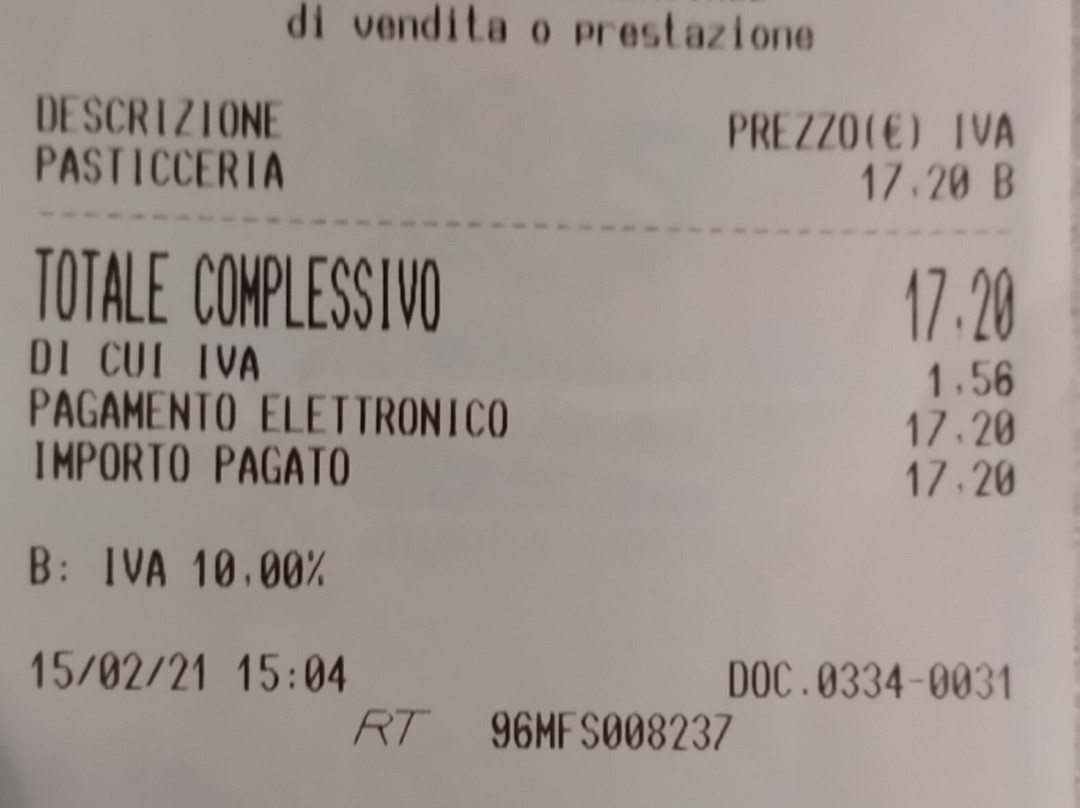 di vendita o prestazione
DESCRIZIONE PREZZO(€) IVA
PASTICCERIA 17,20 B
TOTALE COMPLESSIVO 17,20
DI CUI IVA 1,56
PAGAMENTO ELETTRONICO 17,20
IMPORTO PAGATO 17,20
B: IVA 10,00%
15/02/21 15:04 DOC.0334-0031
RT 96MFS008237